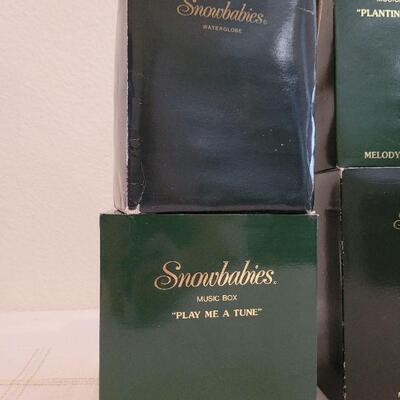 Snowbabies©
WATERGLOBE
Snowbabies©
MUSIC BOX
"PLAY ME A TUNE"
"PLANTIN
MELODY